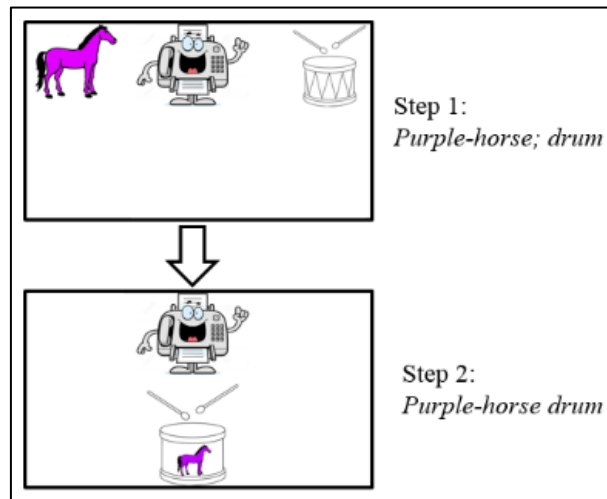 Step 1:
Purple-horse; drum
Step 2:
Purple-horse drum